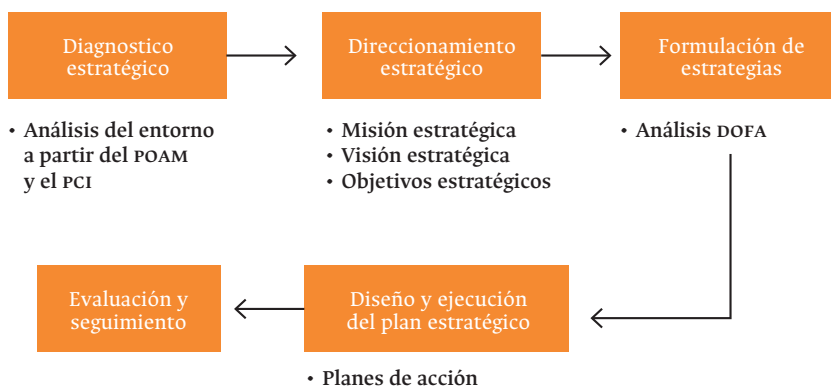 Diagnostico
estratégico
Direccionamiento
estratégico
Formulación de
estrategias
• Análisis del entorno
a partir del POAM
y el PCI
• Misión estratégica
• Visión estratégica
• Objetivos estratégicos
• Análisis DOFA
Evaluación y
seguimiento
Diseño y ejecución
del plan estratégico
• Planes de acción